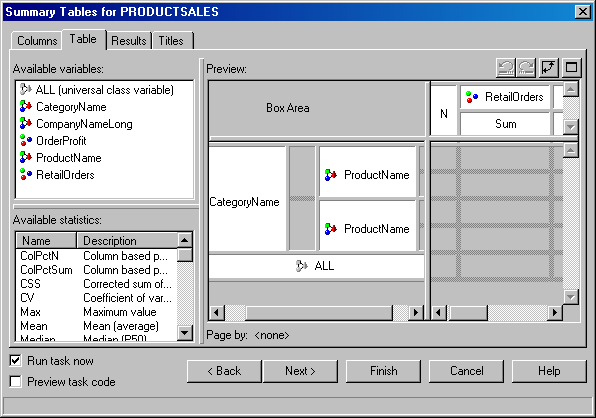 Summary Tables for PRODUCTSALES
Columns Table Results Titles
Available variables:
ALL (universal class variable)
CategoryName
CompanyNameLong
OrderProfit
ProductName
RetailOrders
Available statistics:
Name Description
ColPctN Column based p...
ColPctSum Column based p...
CSS Corrected sum of...
CV Coefficient of var...
Max Maximum value
Mean Mean (average)
Median Median (P50)
Preview:
Box Area
N
RetailOrders
Sum
CategoryName
ProductName
ProductName
ALL
Page by: <none>
Run task now
Preview task code
< Back Next > Finish Cancel Help